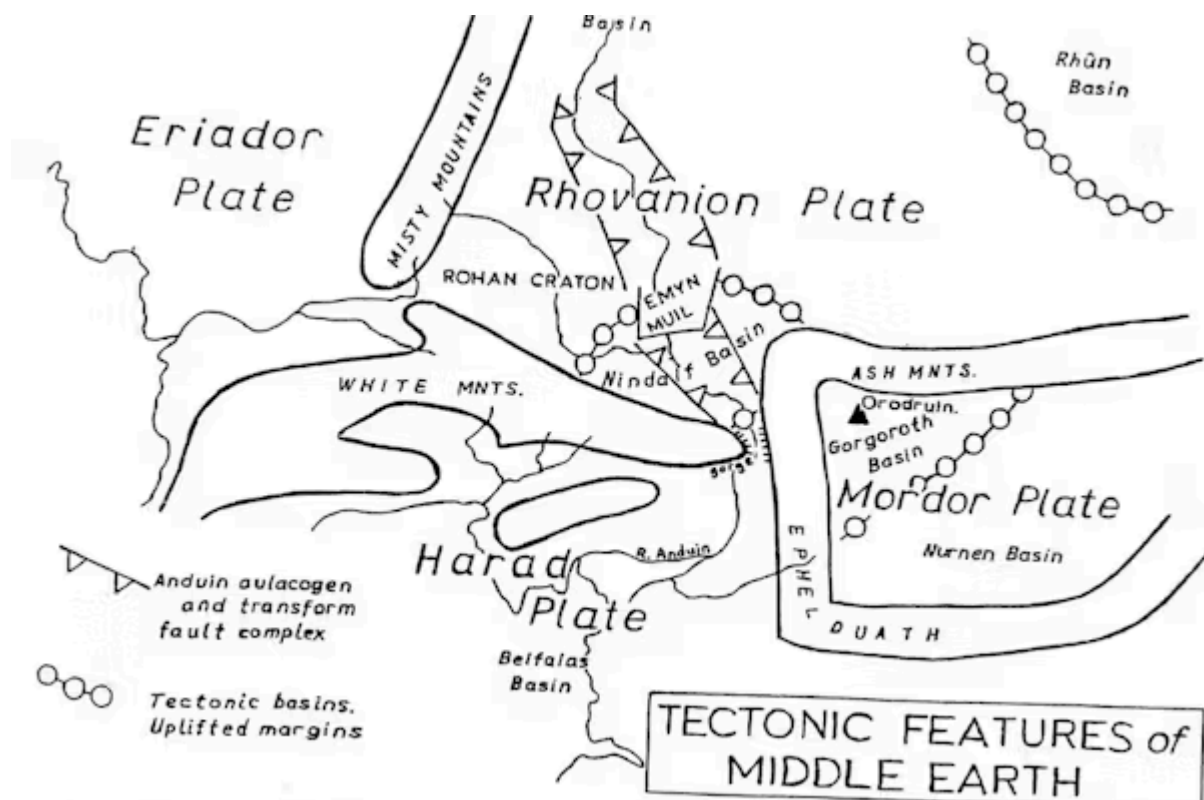 Basin
Rhûn
Basin
Eriador
Plate
MISTY MOUNTAINS
Rhovanion Plate
ROHAN CRATON
EMYN
MUIL
Nindalf Basin
WHITE MNTS.
ASH MNTS.
Orodruin.
Gorgoroth
Basin
gorge
Mordor Plate
Nurnen Basin
EPHEL DUATH
Harad
Plate
R. Anduin
Belfalas
Basin
Anduin aulacogen
and transform
fault complex
Tectonic basins.
Uplifted margins
TECTONIC FEATURES of
MIDDLE EARTH